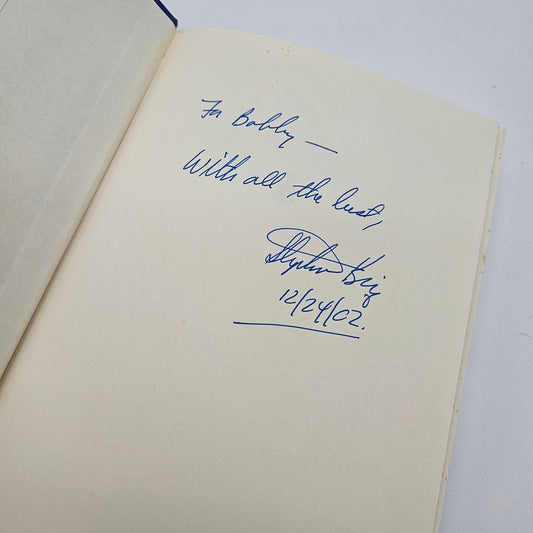 For Bobby —
With all the best,
Stephen King
12/24/02.